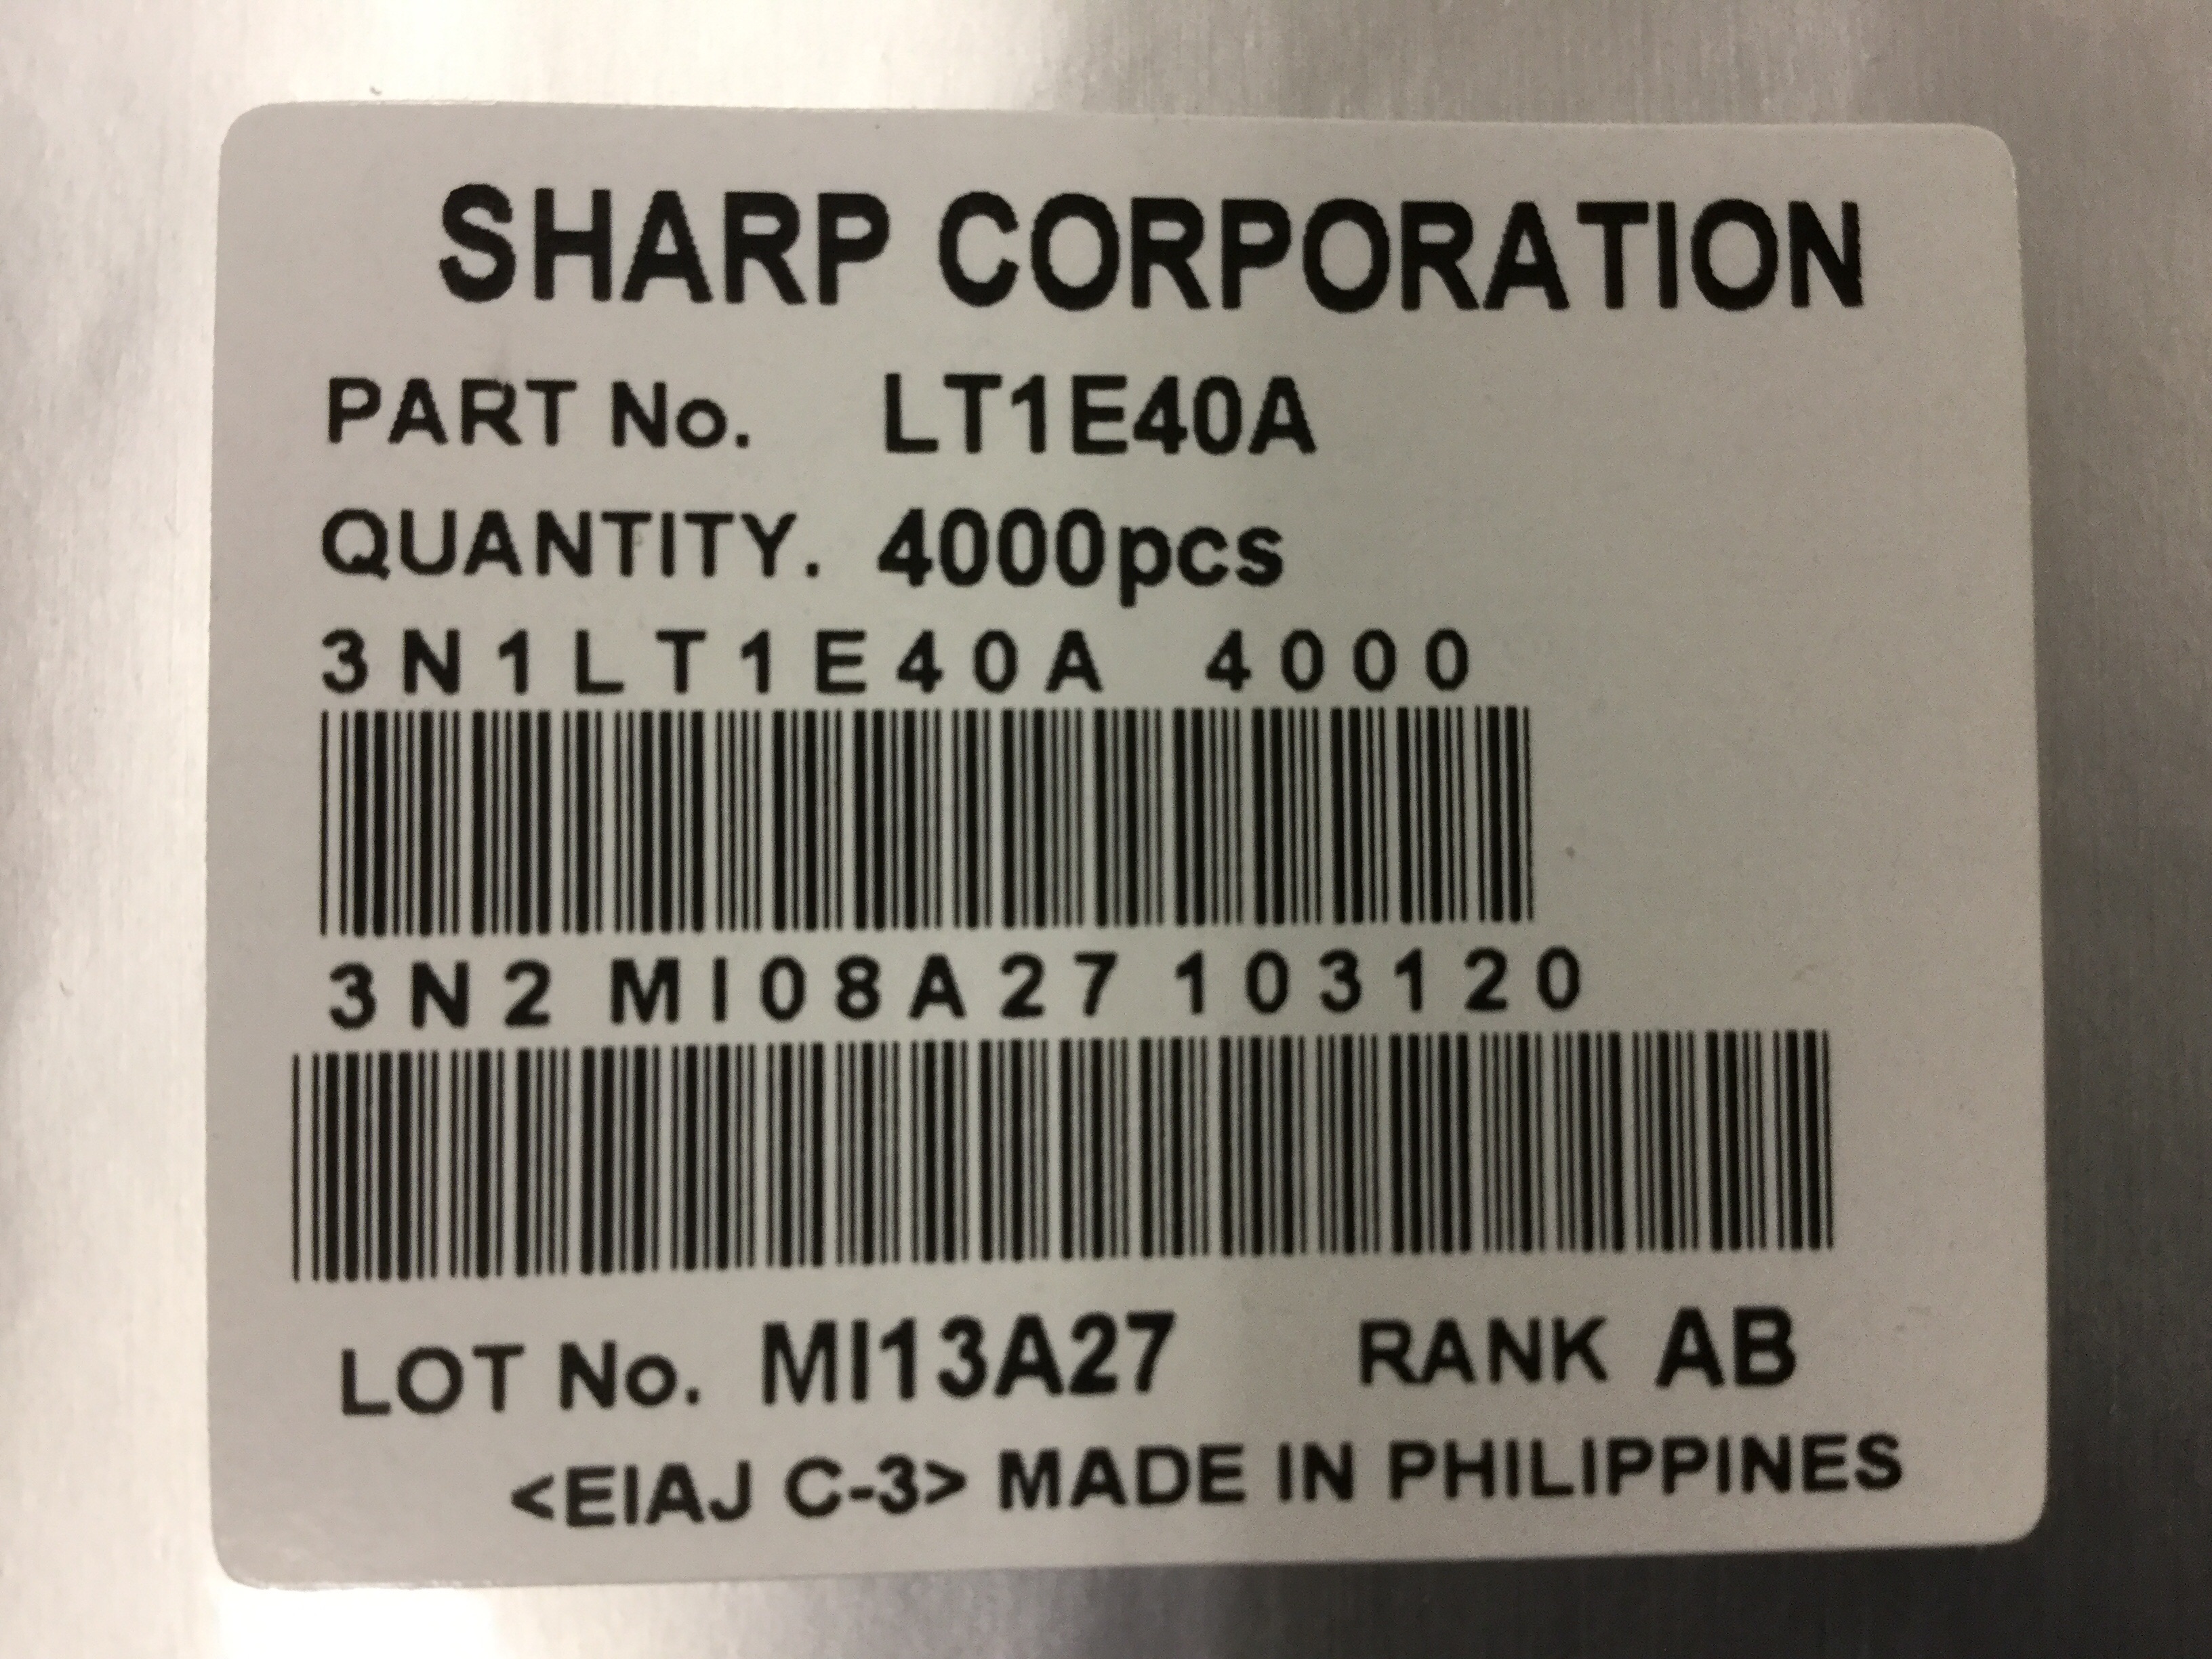 SHARP CORPORATION
PART No. LT1E40A
QUANTITY. 4000pcs
3N1LT1E40A 4000
3N2 MI08A27 103120
LOT No. MI13A27 RANK AB
<EIAJ C-3> MADE IN PHILIPPINES